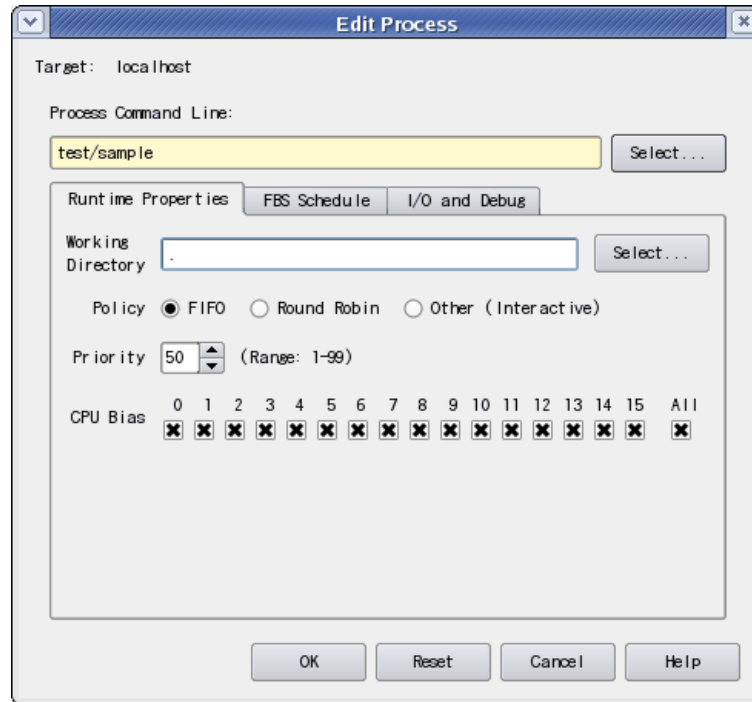 Edit Process
Target: localhost
Process Command Line:
test/sample
Select...
Runtime Properties
FBS Schedule
I/O and Debug
Working
Directory
.
Select...
Policy
FIFO
Round Robin
Other (Interactive)
Priority
50
(Range: 1-99)
0 1 2 3 4 5 6 7 8 9 10 11 12 13 14 15 All
CPU Bias
OK
Reset
Cancel
Help